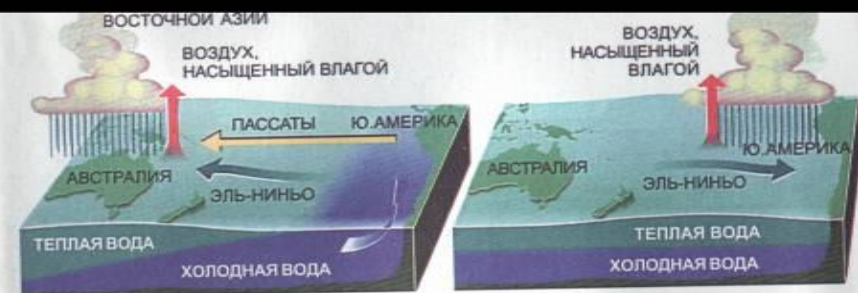 ВОСТОЧНОЙ АЗИИ
ВОЗДУХ,
НАСЫЩЕННЫЙ ВЛАГОЙ
ПАССАТЫ
Ю.АМЕРИКА
АВСТРАЛИЯ
ЭЛЬ-НИНЬО
ТЕПЛАЯ ВОДА
ХОЛОДНАЯ ВОДА
ВОЗДУХ,
НАСЫЩЕННЫЙ
ВЛАГОЙ
Ю.АМЕРИКА
АВСТРАЛИЯ
ЭЛЬ-НИНЬО
ТЕПЛАЯ ВОДА
ХОЛОДНАЯ ВОДА